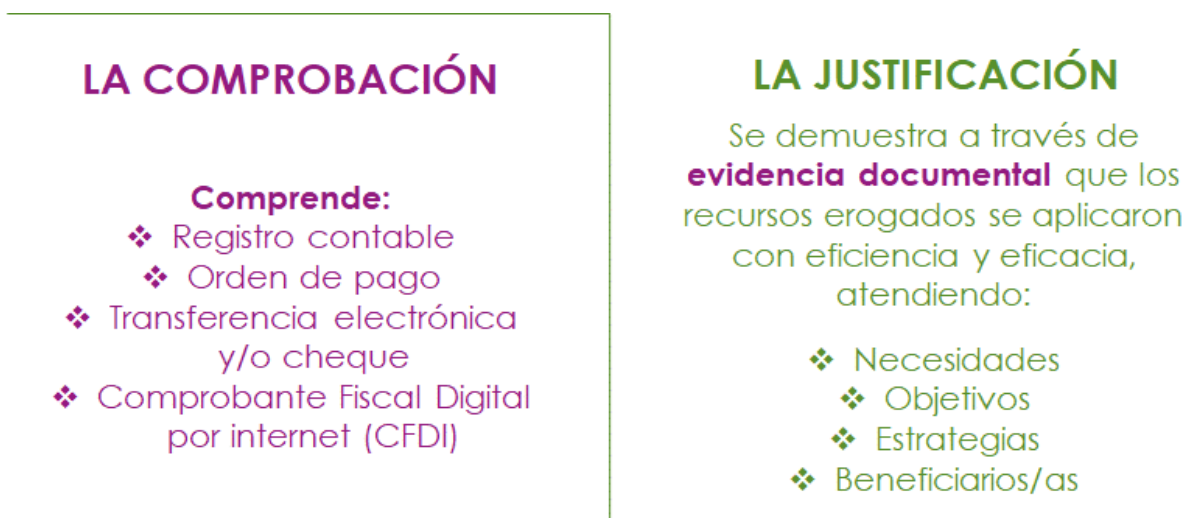 LA COMPROBACIÓN
Comprende:
❖ Registro contable
❖ Orden de pago
❖ Transferencia electrónica
y/o cheque
❖ Comprobante Fiscal Digital
por internet (CFDI)
LA JUSTIFICACIÓN
Se demuestra a través de
evidencia documental que los
recursos erogados se aplicaron
con eficiencia y eficacia,
atendiendo:
❖ Necesidades
❖ Objetivos
❖ Estrategias
❖ Beneficiarios/as